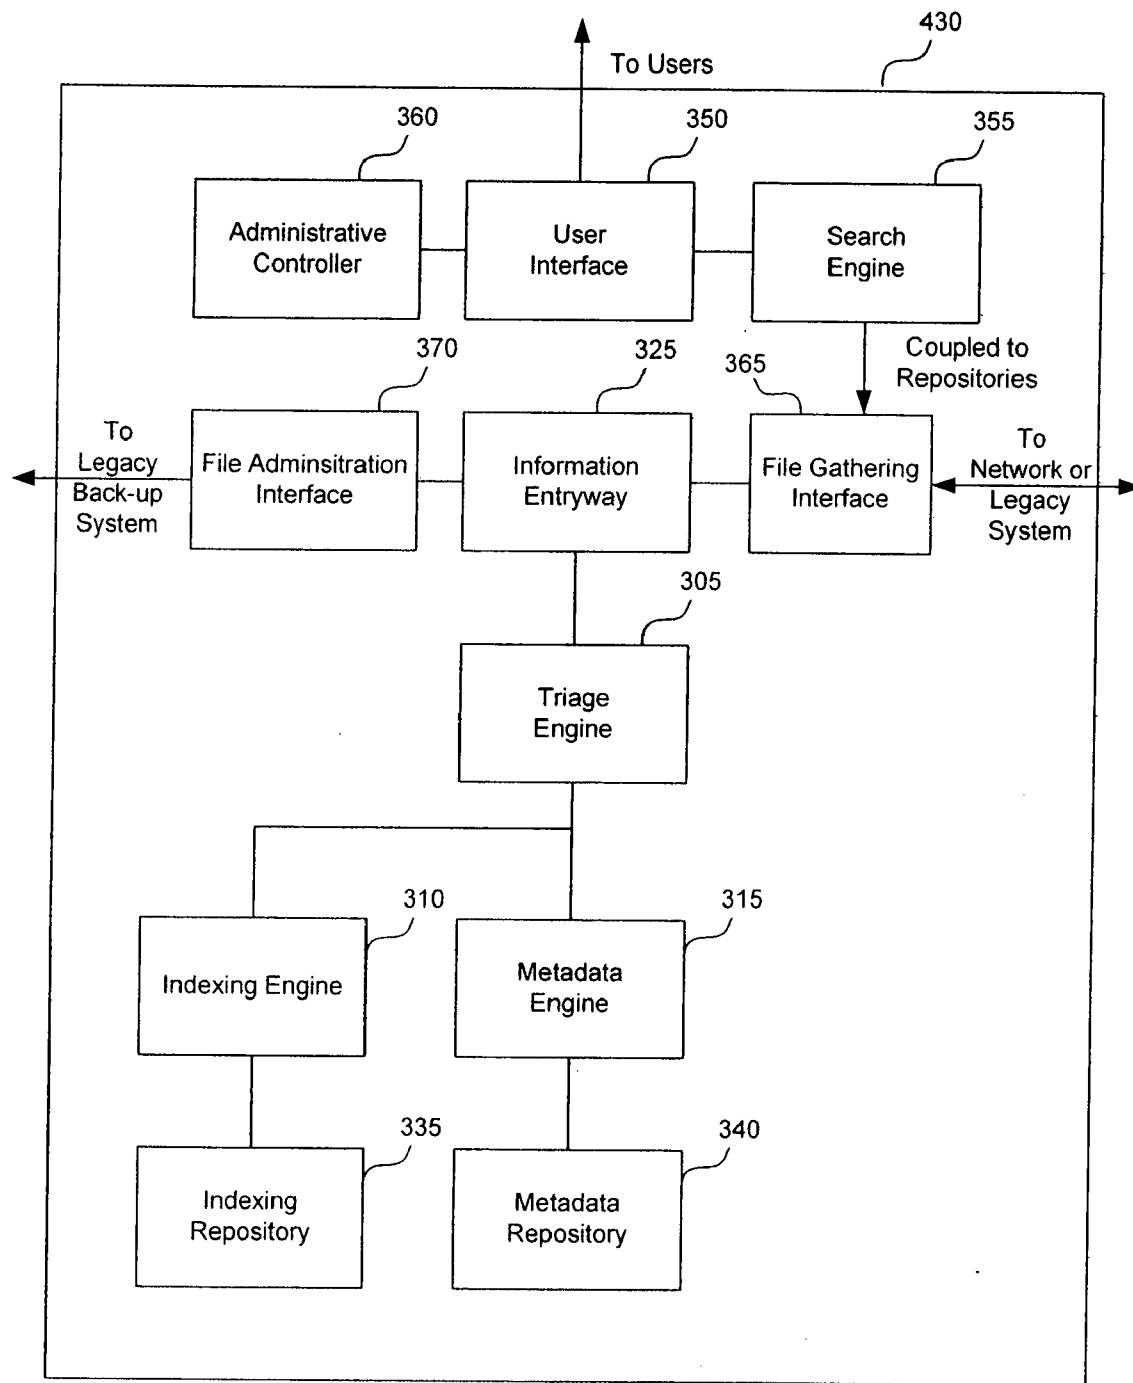 430
To Users
360
350
355
Administrative
Controller
User
Interface
Search
Engine
370
325
365
Coupled to
Repositories
To
Legacy
Back-up
System
File Adminsitration
Interface
Information
Entryway
File Gathering
Interface
To
Network or
Legacy
System
305
Triage
Engine
310
315
Indexing Engine
Metadata
Engine
335
340
Indexing
Repository
Metadata
Repository